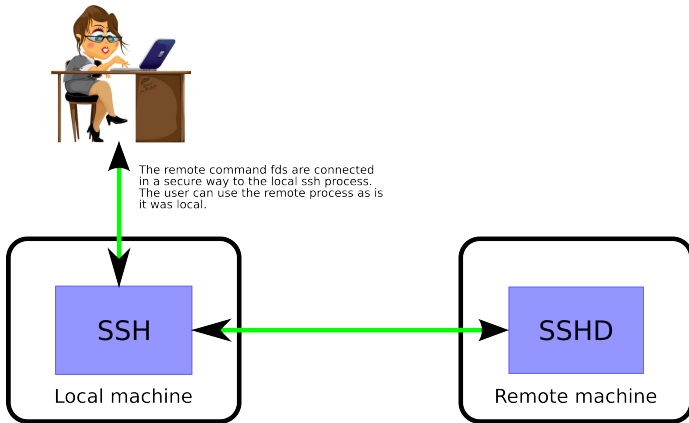 The remote command fds are connected
in a secure way to the local ssh process.
The user can use the remote process as is
it was local.
SSH
SSHD
Local machine
Remote machine